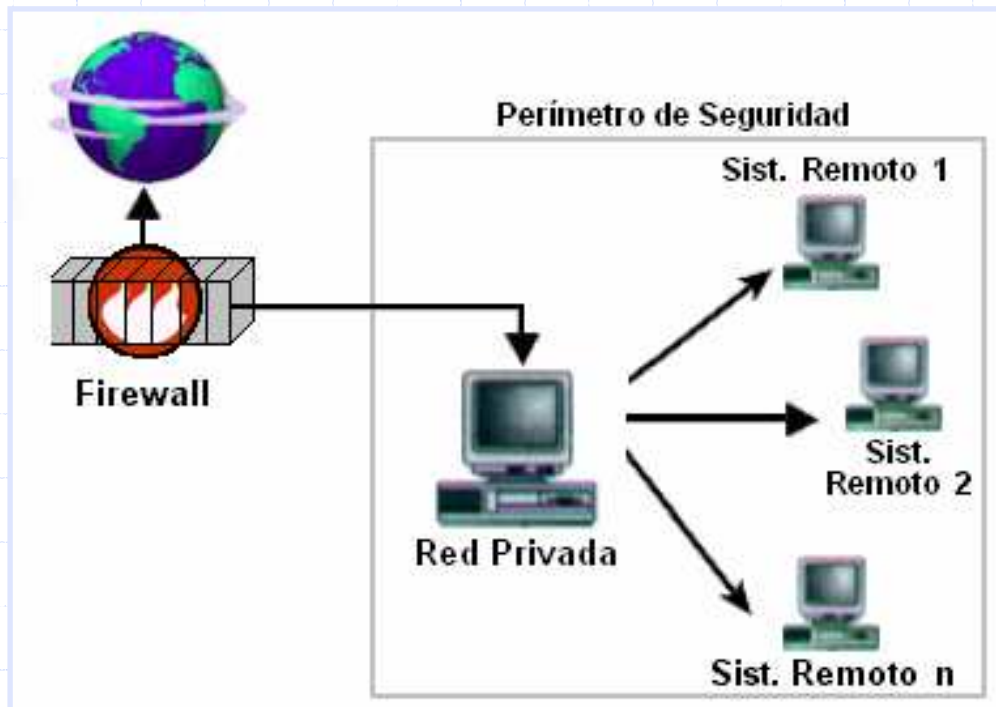 Perímetro de Seguridad
Sist. Remoto 1
Firewall
Sist.
Remoto 2
Red Privada
Sist. Remoto n